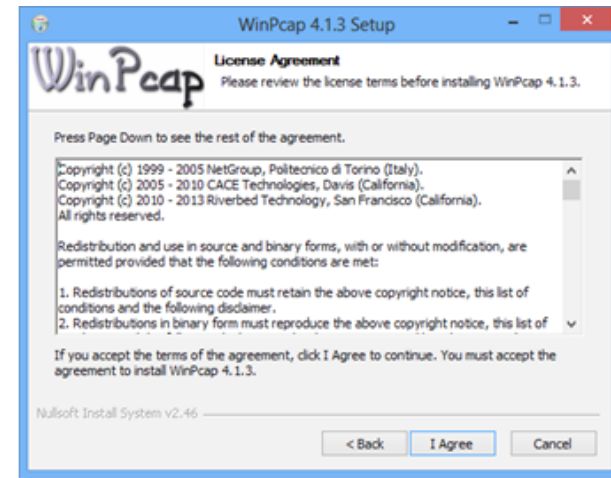 WinPcap 4.1.3 Setup
WinPcap
License Agreement
Please review the license terms before installing WinPcap 4.1.3.
Press Page Down to see the rest of the agreement.
Copyright (c) 1999 - 2005 NetGroup, Politecnico di Torino (Italy).
Copyright (c) 2005 - 2010 CACE Technologies, Davis (California).
Copyright (c) 2010 - 2013 Riverbed Technology, San Francisco (California).
All rights reserved.
Redistribution and use in source and binary forms, with or without modification, are
permitted provided that the following conditions are met:
1. Redistributions of source code must retain the above copyright notice, this list of
conditions and the following disclaimer.
2. Redistributions in binary form must reproduce the above copyright notice, this list of
If you accept the terms of the agreement, click I Agree to continue. You must accept the
agreement to install WinPcap 4.1.3.
Nullsoft Install System v2.46
< Back
I Agree
Cancel